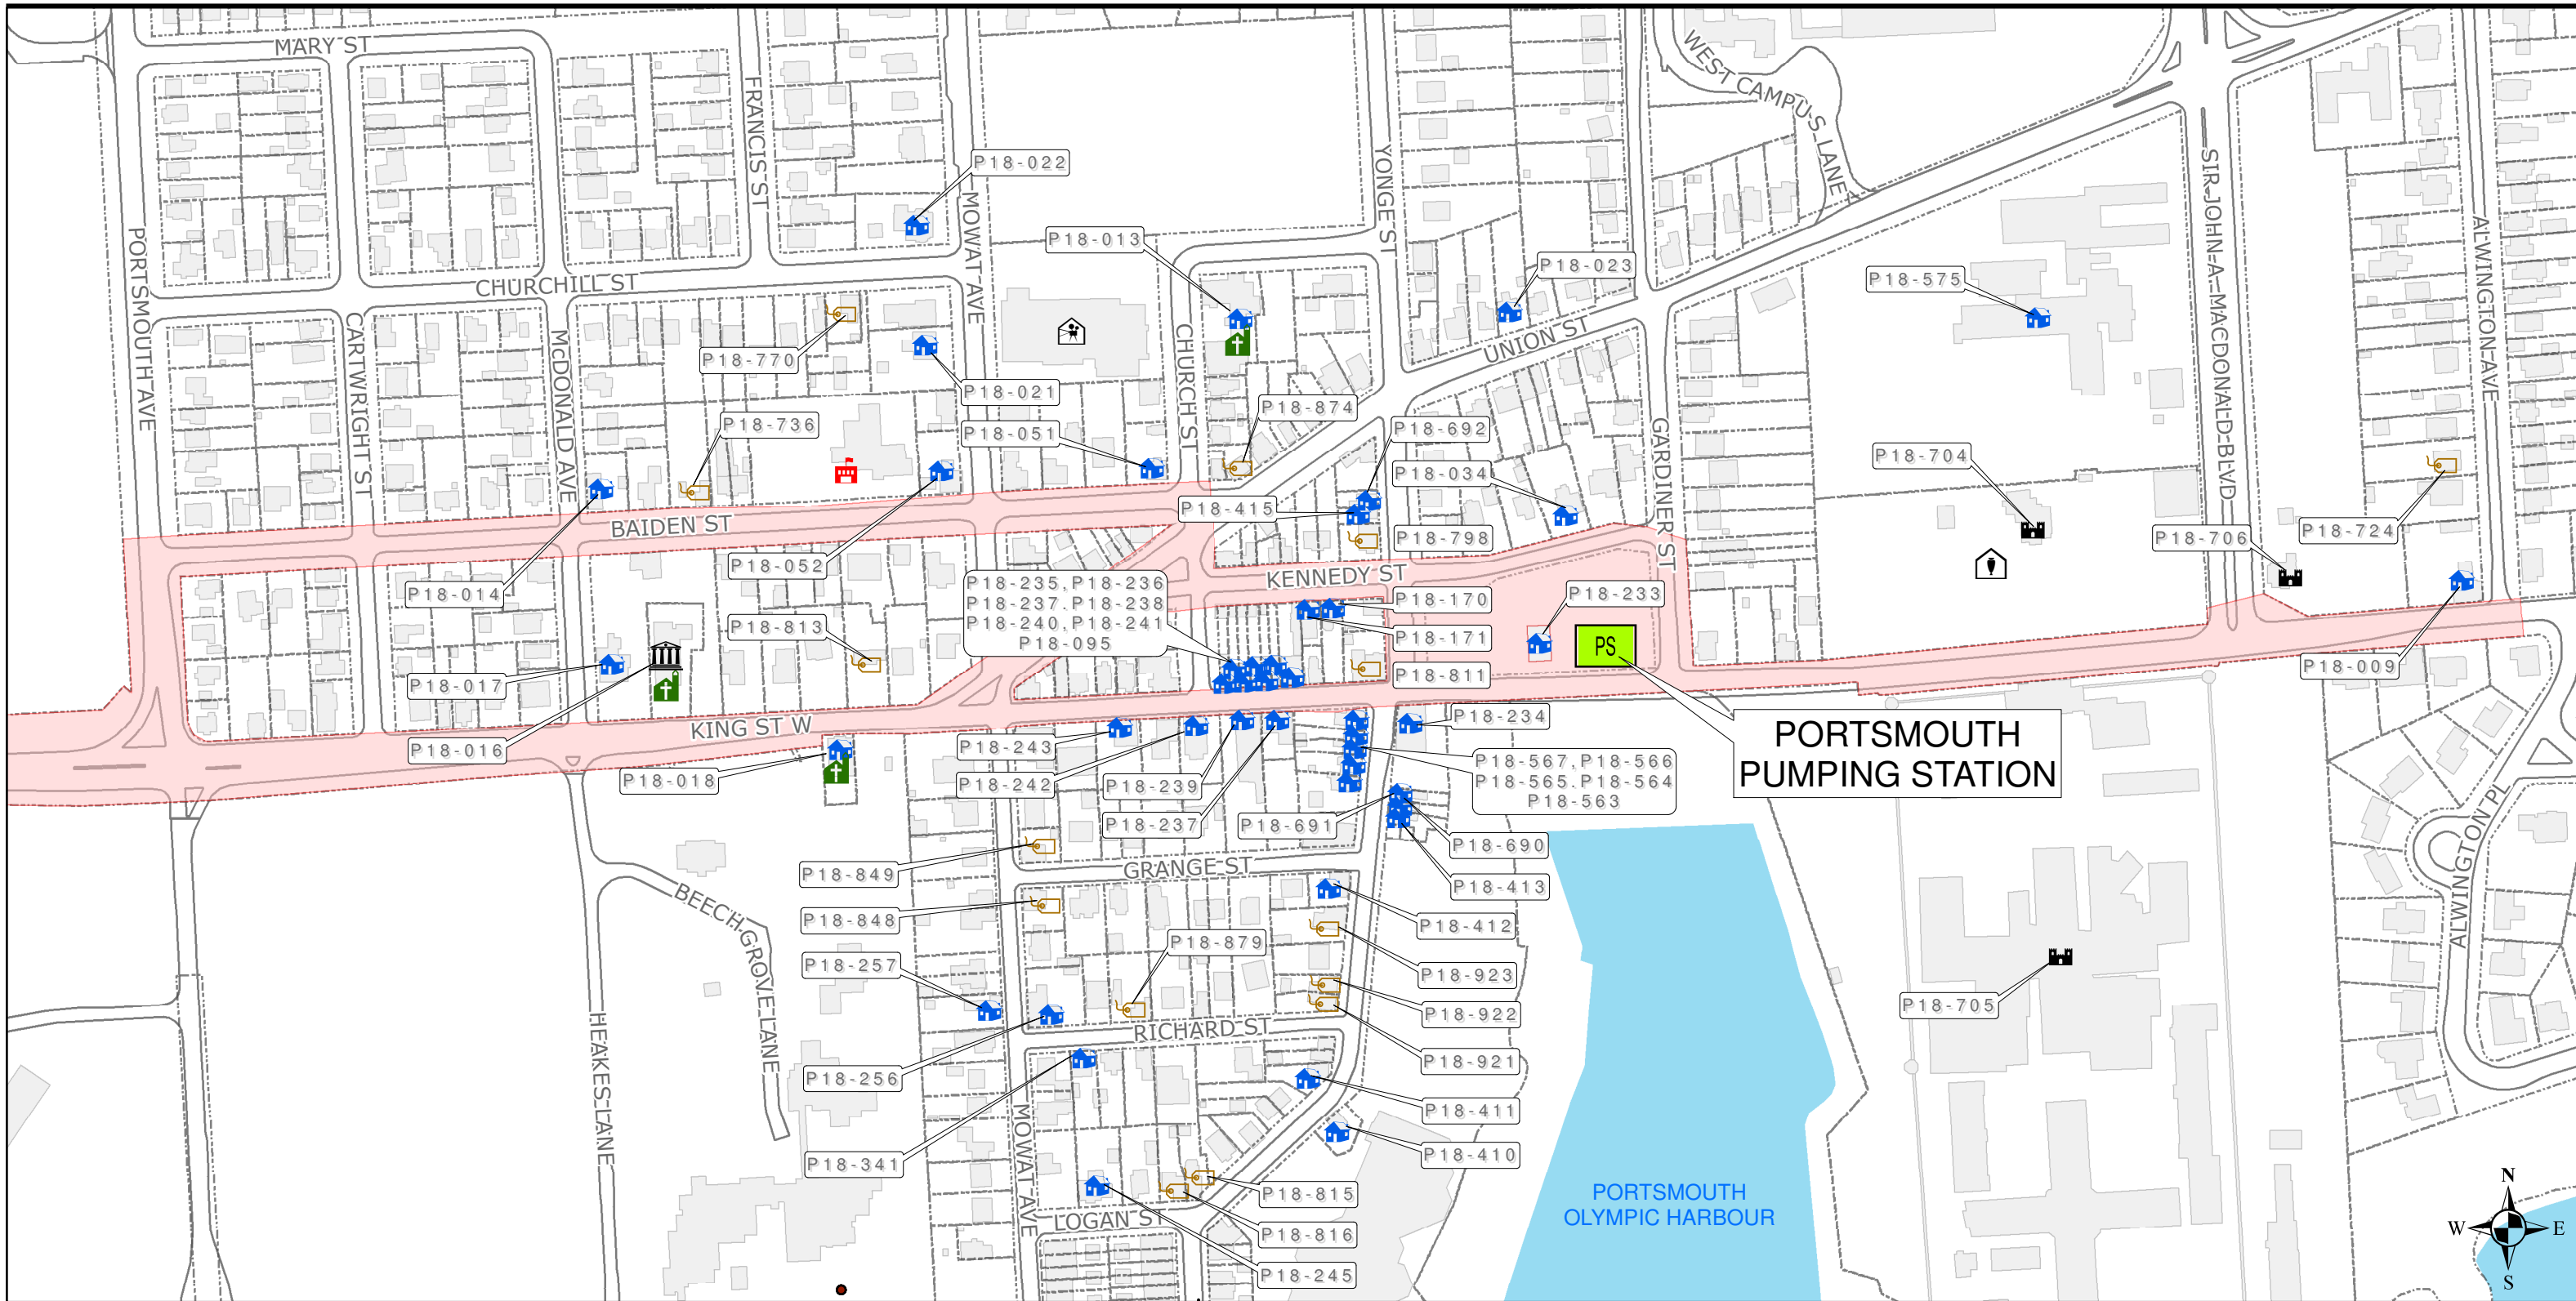 MARY ST
FRANCIS ST
WEST CAMPUS LANE
P18-022
MOWAT AVE
YONGE ST
SIR JOHN-A-MACDONALD-BLVD
ALWINGTON-AVE
PORTSMOUTH AVE
P18-013
P18-023
P18-575
CHURCHILL ST
CARTWRIGHT ST
McDONALD AVE
CHURCH ST
UNION ST
P18-770
P18-021
P18-874
P18-736
P18-051
P18-692
GARDINER ST
P18-034
P18-704
P18-415
BAIDEN ST
P18-798
P18-706
P18-724
P18-052
KENNEDY ST
P18-014
P18-235, P18-236
P18-237. P18-238
P18-240, P18-241
P18-095
P18-170
P18-233
P18-813
P18-171
PS
P18-017
P18-811
P18-009
KING ST W
P18-234
P18-016
P18-243
PORTSMOUTH
PUMPING STATION
P18-018
P18-242
P18-239
P18-567, P18-566
P18-565. P18-564
P18-563
P18-237
P18-691
P18-690
ALWINGTON PL
P18-849
GRANGE ST
P18-413
P18-848
BEECH GROVE LANE
P18-412
P18-879
P18-257
P18-923
P18-705
P18-922
HEAKES-LANE
RICHARD ST
P18-921
P18-256
MOWAT AVE
P18-411
P18-341
P18-410
P18-815
PORTSMOUTH
OLYMPIC HARBOUR
LOGAN ST
P18-816
P18-245
N
W
E
S